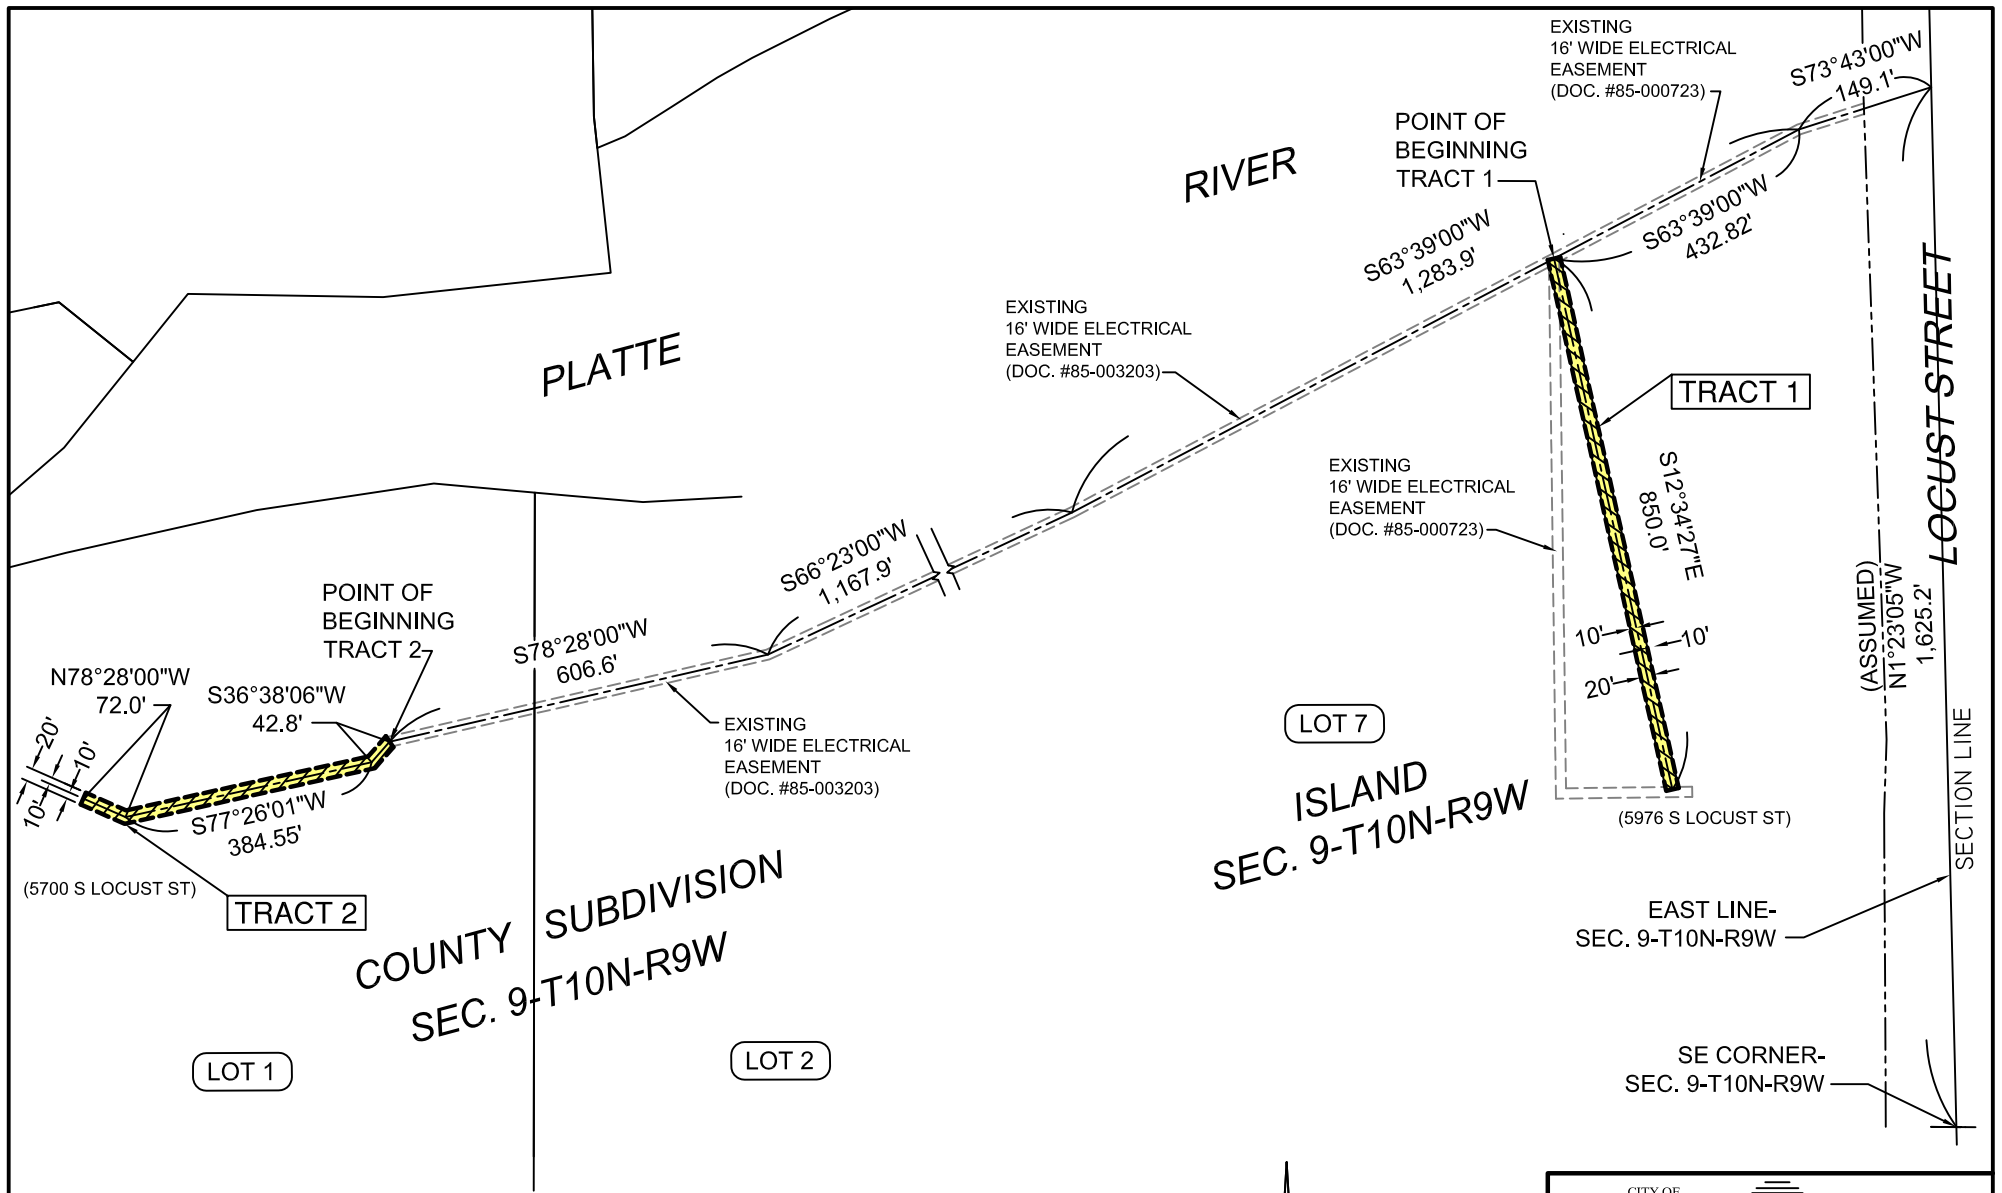 EXISTING
16' WIDE ELECTRICAL
EASEMENT
(DOC. #85-000723)
S73°43'00"W
149.1'
POINT OF
BEGINNING
TRACT 1
RIVER
S63°39'00"W
432.82'
S63°39'00"W
1,283.9'
EXISTING
16' WIDE ELECTRICAL
EASEMENT
(DOC. #85-003203)
PLATTE
TRACT 1
LOCUST STREET
EXISTING
16' WIDE ELECTRICAL
EASEMENT
(DOC. #85-000723)
S12°34'27"E
850.0'
S66°23'00"W
1,167.9'
(ASSUMED)
N1°23'05"W
1,625.2'
POINT OF
BEGINNING
TRACT 2
S78°28'00"W
606.6'
10'
10'
20'
N78°28'00"W
72.0'
S36°38'06"W
42.8'
EXISTING
16' WIDE ELECTRICAL
EASEMENT
(DOC. #85-003203)
LOT 7
20'
10'
10'
S77°26'01"W
384.55'
ISLAND
SEC. 9-T10N-R9W
(5976 S LOCUST ST)
SECTION LINE
(5700 S LOCUST ST)
TRACT 2
COUNTY SUBDIVISION
SEC. 9-T10N-R9W
EAST LINE-
SEC. 9-T10N-R9W
LOT 1
LOT 2
SE CORNER-
SEC. 9-T10N-R9W
CITY OF